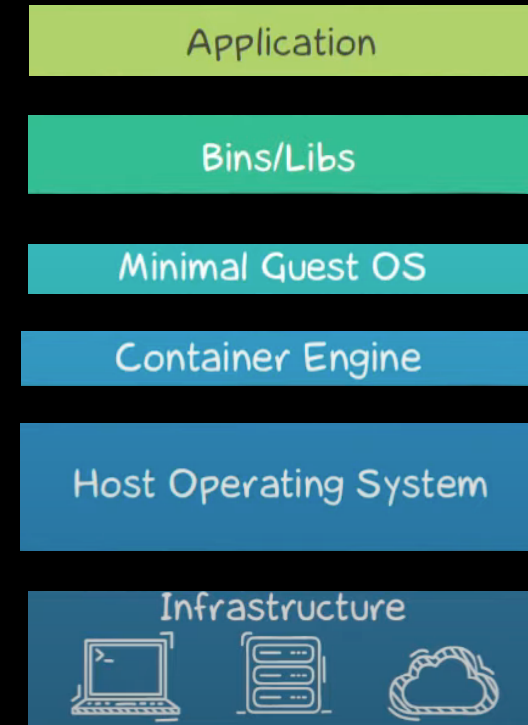 Application
Bins/Libs
Minimal Guest OS
Container Engine
Host Operating System
Infrastructure
>_